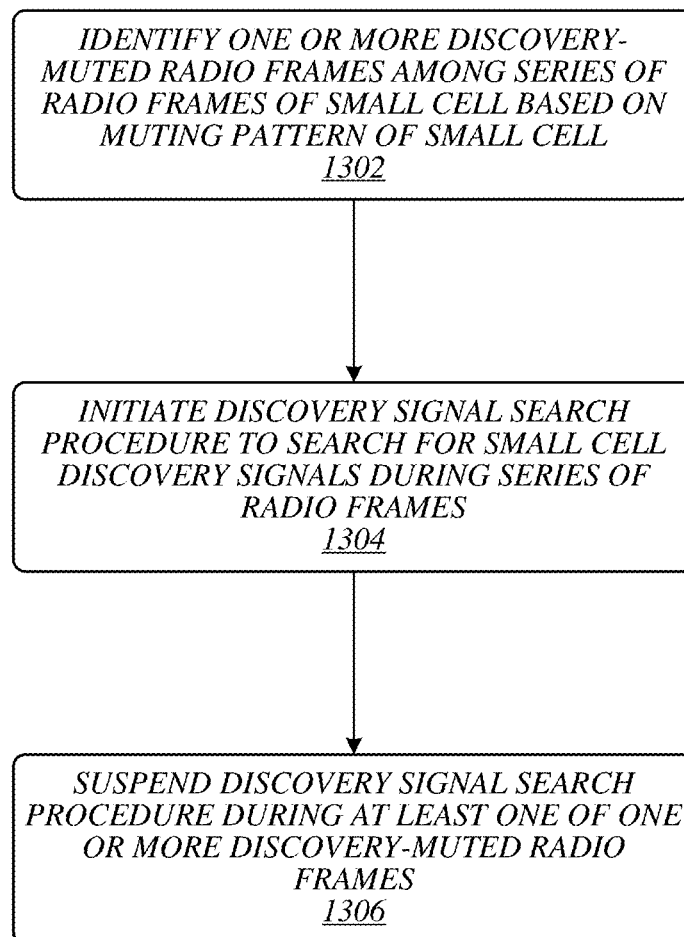 IDENTIFY ONE OR MORE DISCOVERY-
MUTED RADIO FRAMES AMONG SERIES OF
RADIO FRAMES OF SMALL CELL BASED ON
MUTING PATTERN OF SMALL CELL
1302
INITIATE DISCOVERY SIGNAL SEARCH
PROCEDURE TO SEARCH FOR SMALL CELL
DISCOVERY SIGNALS DURING SERIES OF
RADIO FRAMES
1304
SUSPEND DISCOVERY SIGNAL SEARCH
PROCEDURE DURING AT LEAST ONE OF ONE
OR MORE DISCOVERY-MUTED RADIO
FRAMES
1306